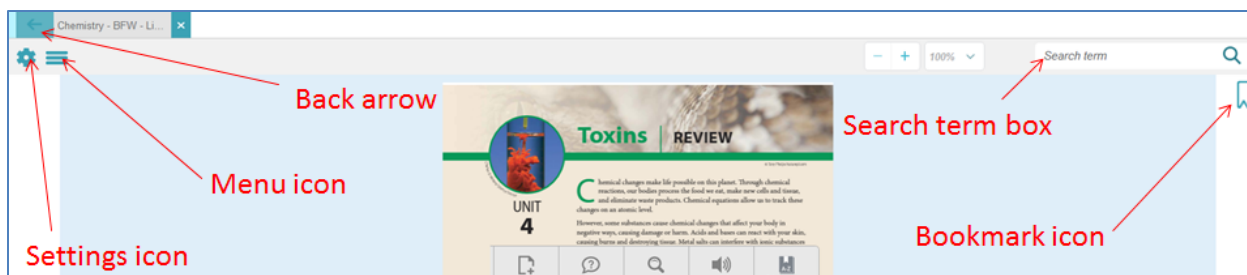 Chemistry - BFW - Li...
100%
Search term
Back arrow
Search term box
Menu icon
Settings icon
Bookmark icon
Toxins | REVIEW
UNIT
4
Chemical changes make life possible on this planet. Through chemical
reactions, our bodies process the food we eat, make new cells and tissue,
and eliminate waste products. Chemical equations allow us to track these
changes on an atomic level.
However, some substances cause chemical changes that affect your body in
negative ways, causing damage or harm. Acids and bases can react with your skin,
causing burns and destroying tissue. Metal salts can interfere with ionic substances